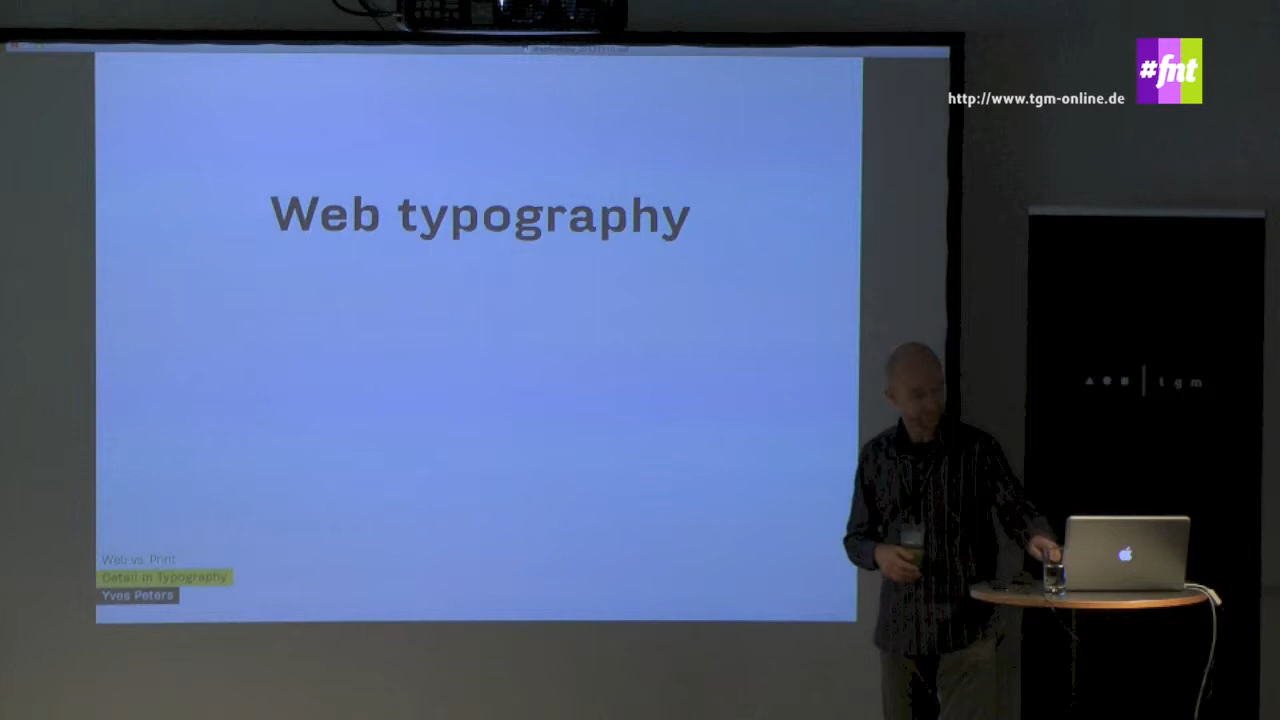 #fnt
http://www.tgm-online.de
Web typography
tgm
Web vs. Print
Detail in Typography
Yves Peters